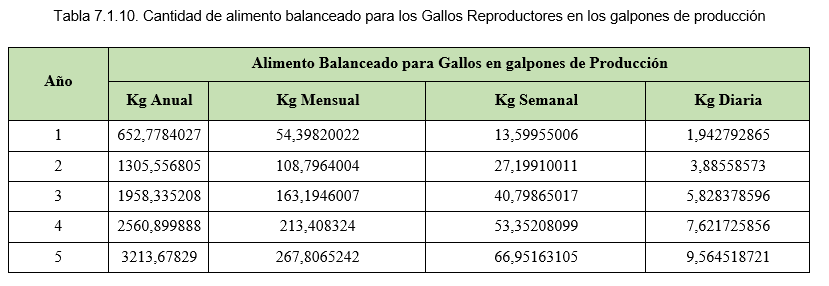 Tabla 7.1.10. Cantidad de alimento balanceado para los Gallos Reproductores en los galpones de producción
Año
Alimento Balanceado para Gallos en galpones de Producción
Kg Anual Kg Mensual Kg Semanal Kg Diaria
1 652,7784027 54,39820022 13,59955006 1,942792865
2 1305,556805 108,7964004 27,19910011 3,88558573
3 1958,335208 163,1946007 40,79865017 5,828378596
4 2560,899888 213,408324 53,35208099 7,621725856
5 3213,67829 267,8065242 66,95163105 9,564518721